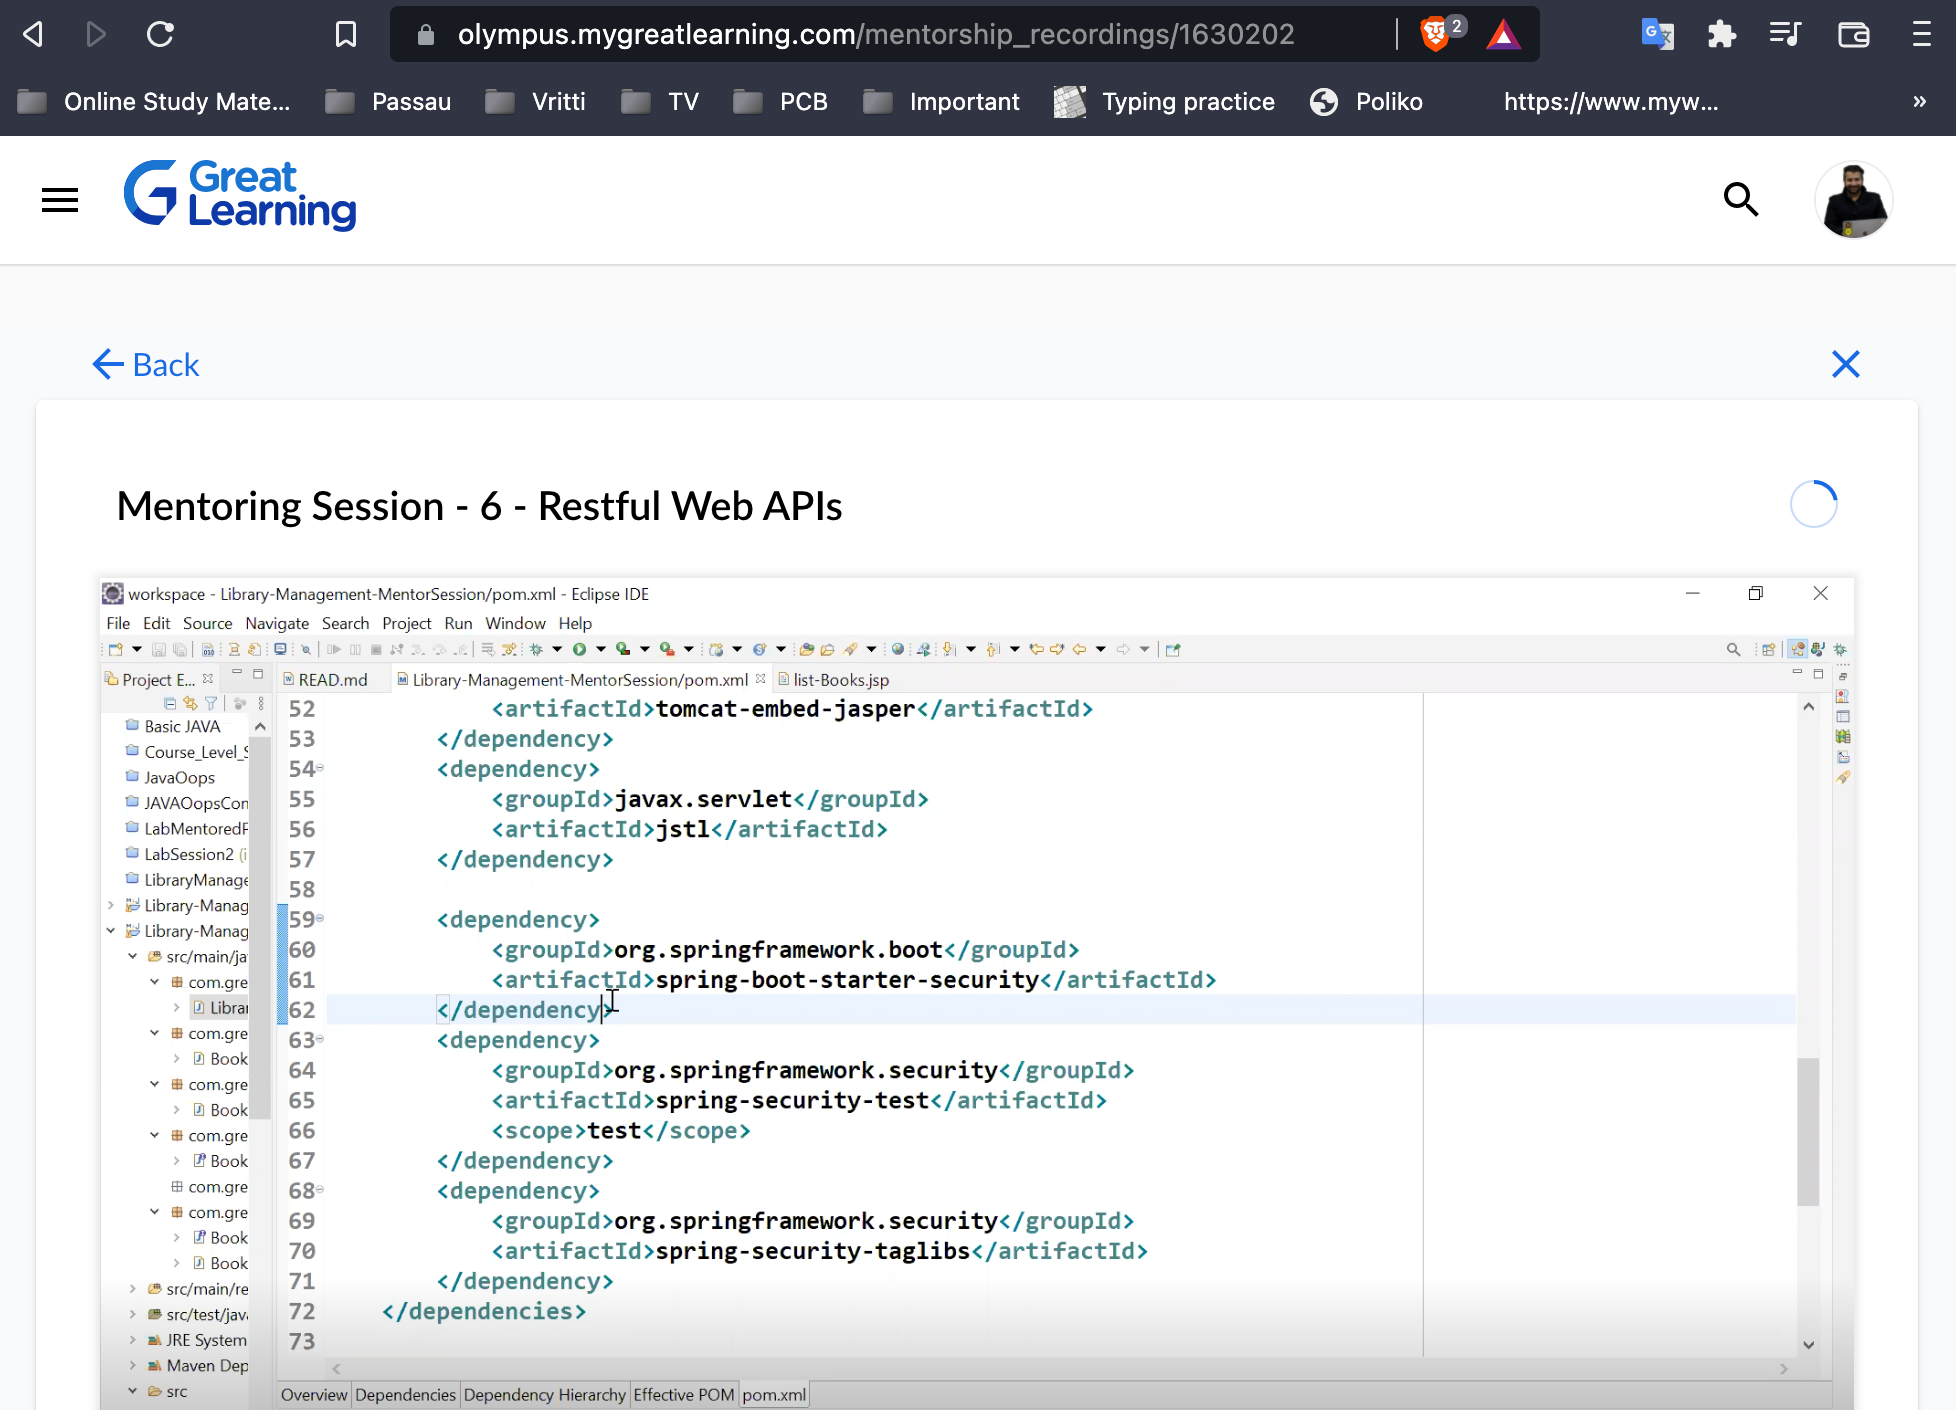 olympus.mygreatlearning.com/mentorship_recordings/1630202
2
Online Study Mate... Passau Vritti TV PCB Important Typing practice Poliko https://www.myw... »
Great
Learning
Back
Mentoring Session - 6 - Restful Web APIs
workspace - Library-Management-MentorSession/pom.xml - Eclipse IDE
File Edit Source Navigate Search Project Run Window Help
Project E... READ.md Library-Management-MentorSession/pom.xml list-Books.jsp
Basic JAVA
Course_Level_S
JavaOops
JAVAOopsCon
LabMentoredP
LabSession2 (i
LibraryManage
Library-Manag
Library-Manag
src/main/ja
com.gre
Librar
com.gre
Book
com.gre
Book
com.gre
Book
com.gre
com.gre
Book
Book
src/main/re
src/test/java
JRE System
Maven Dep
src
52 <artifactId>tomcat-embed-jasper</artifactId>
53 </dependency>
54 <dependency>
55 <groupId>javax.servlet</groupId>
56 <artifactId>jstl</artifactId>
57 </dependency>
58
59 <dependency>
60 <groupId>org.springframework.boot</groupId>
61 <artifactId>spring-boot-starter-security</artifactId>
62 </dependency>
63 <dependency>
64 <groupId>org.springframework.security</groupId>
65 <artifactId>spring-security-test</artifactId>
66 <scope>test</scope>
67 </dependency>
68 <dependency>
69 <groupId>org.springframework.security</groupId>
70 <artifactId>spring-security-taglibs</artifactId>
71 </dependency>
72 </dependencies>
73
Overview Dependencies Dependency Hierarchy Effective POM pom.xml